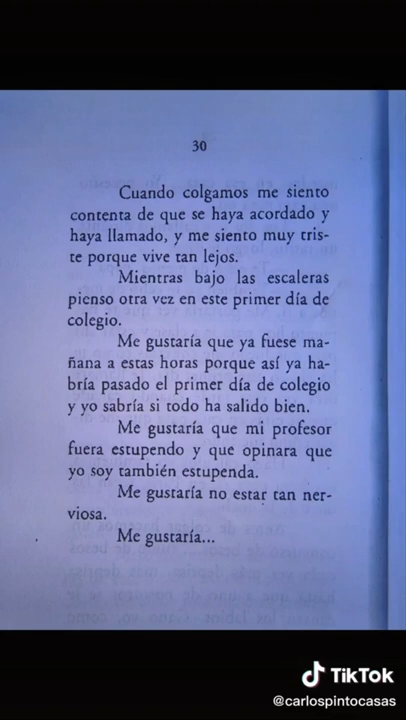 30
Cuando colgamos me siento
contenta de que se haya acordado y
haya llamado, y me siento muy tris-
te porque vive tan lejos.
Mientras bajo las escaleras
pienso otra vez en este primer día de
colegio.
Me gustaría que ya fuese ma-
ñana a estas horas porque así ya ha-
bría pasado el primer día de colegio
y yo sabría si todo ha salido bien.
Me gustaría que mi profesor
fuera estupendo y que opinara que
yo soy también estupenda.
Me gustaría no estar tan ner-
viosa.
Me gustaría...
TikTok
@carlospintocasas